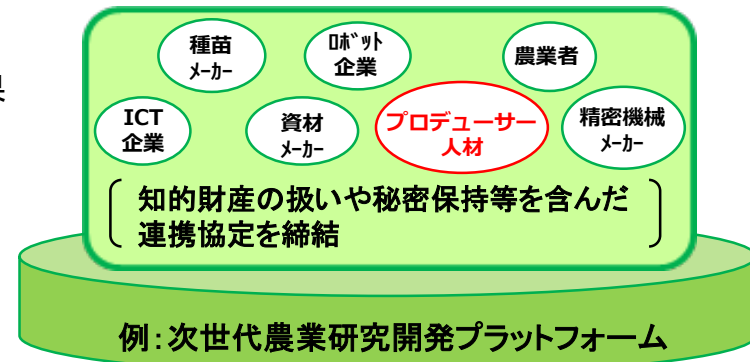 種苗
ﾒｰｶｰ
ﾛﾎﾞｯﾄ
企業
農業者
ICT
企業
資材
ﾒｰｶｰ
プロデューサー
人材
精密機械
ﾒｰｶｰ
知的財産の扱いや秘密保持等を含んだ
連携協定を締結
例：次世代農業研究開発プラットフォーム